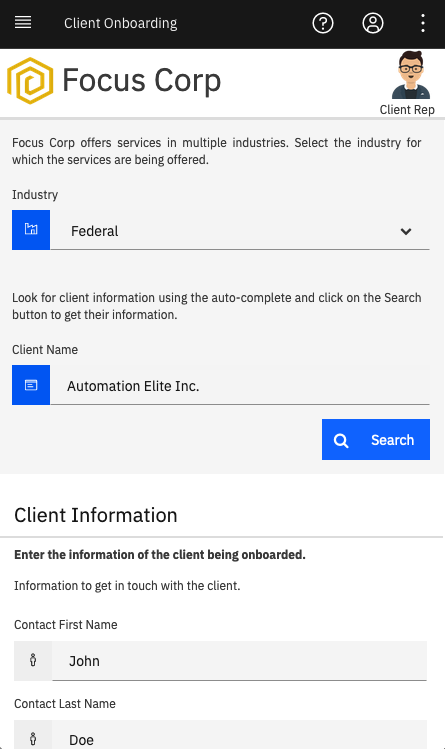 Client Onboarding
Focus Corp
Client Rep
Focus Corp offers services in multiple industries. Select the industry for
which the services are being offered.
Industry
Federal
Look for client information using the auto-complete and click on the Search
button to get their information.
Client Name
Automation Elite Inc.
Search
Client Information
Enter the information of the client being onboarded.
Information to get in touch with the client.
Contact First Name
John
Contact Last Name
Doe